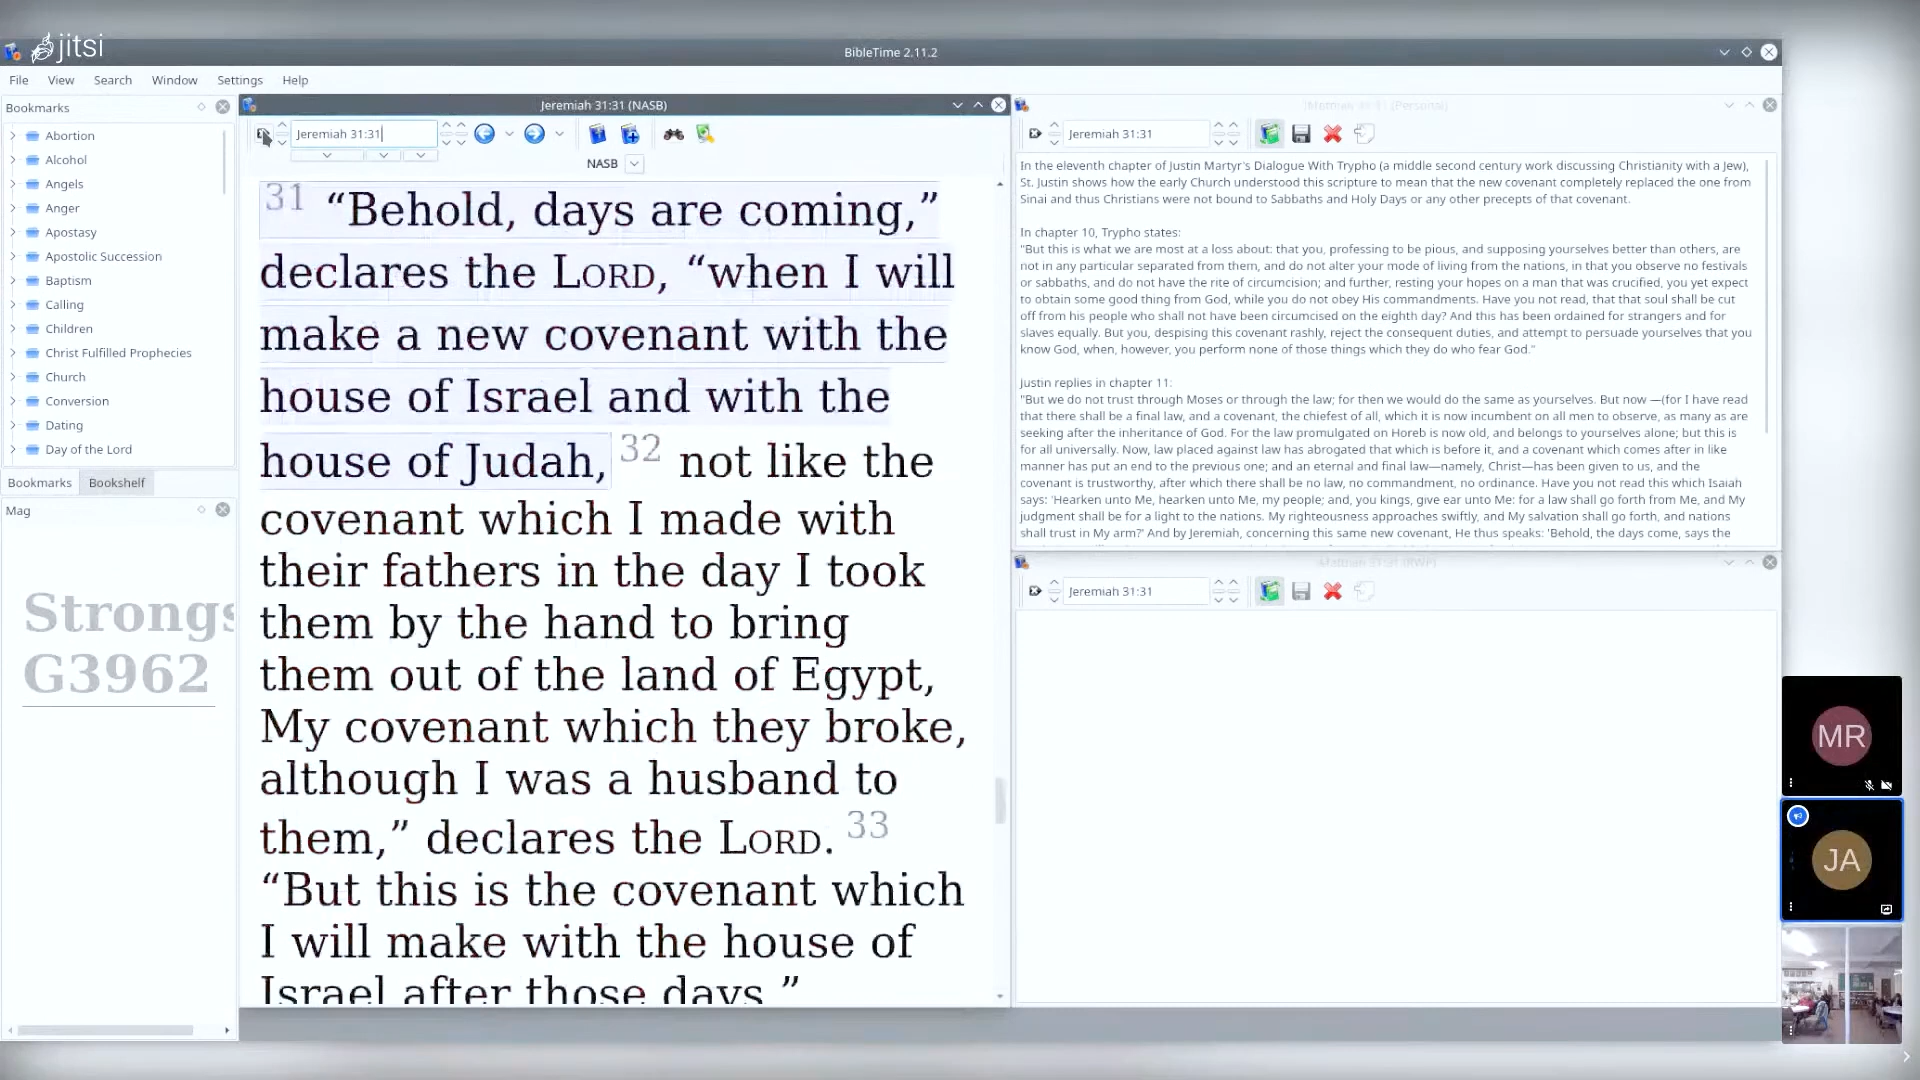 jitsi
BibleTime 2.11.2
File View Search Window Settings Help
Bookmarks
Abortion
Alcohol
Angels
Anger
Apostasy
Apostolic Succession
Baptism
Calling
Children
Christ Fulfilled Prophecies
Church
Conversion
Dating
Day of the Lord
Bookmarks Bookshelf
Mag
Strongs
G3962
Jeremiah 31:31 (NASB)
Jeremiah 31:31
NASB
31 “Behold, days are coming,”
declares the LORD, “when I will
make a new covenant with the
house of Israel and with the
house of Judah, 32 not like the
covenant which I made with
their fathers in the day I took
them by the hand to bring
them out of the land of Egypt,
My covenant which they broke,
although I was a husband to
them,” declares the LORD. 33
“But this is the covenant which
I will make with the house of
Israel after those days,”
(Personal)
Jeremiah 31:31
In the eleventh chapter of Justin Martyr's Dialogue With Trypho (a middle second century work discussing Christianity with a Jew),
St. Justin shows how the early Church understood this scripture to mean that the new covenant completely replaced the one from
Sinai and thus Christians were not bound to Sabbaths and Holy Days or any other precepts of that covenant.
In chapter 10, Trypho states:
"But this is what we are most at a loss about: that you, professing to be pious, and supposing yourselves better than others, are
not in any particular separated from them, and do not alter your mode of living from the nations, in that you observe no festivals
or sabbaths, and do not have the rite of circumcision; and further, resting your hopes on a man that was crucified, you yet expect
to obtain some good thing from God, while you do not obey His commandments. Have you not read, that that soul shall be cut
off from his people who shall not have been circumcised on the eighth day? And this has been ordained for strangers and for
slaves equally. But you, despising this covenant rashly, reject the consequent duties, and attempt to persuade yourselves that you
know God, when, however, you perform none of those things which they do who fear God."
Justin replies in chapter 11:
"But we do not trust through Moses or through the law; for then we would do the same as yourselves. But now —(for I have read
that there shall be a final law, and a covenant, the chiefest of all, which it is now incumbent on all men to observe, as many as are
seeking after the inheritance of God. For the law promulgated on Horeb is now old, and belongs to yourselves alone; but this is
for all universally. Now, law placed against law has abrogated that which is before it, and a covenant which comes after in like
manner has put an end to the previous one; and an eternal and final law—namely, Christ—has been given to us, and the
covenant is trustworthy, after which there shall be no law, no commandment, no ordinance. Have you not read this which Isaiah
says: 'Hearken unto Me, hearken unto Me, my people; and, you kings, give ear unto Me: for a law shall go forth from Me, and My
judgment shall be for a light to the nations. My righteousness approaches swiftly, and My salvation shall go forth, and nations
shall trust in My arm?' And by Jeremiah, concerning this same new covenant, He thus speaks: 'Behold, the days come, says the
(RWP)
Jeremiah 31:31
MR
JA